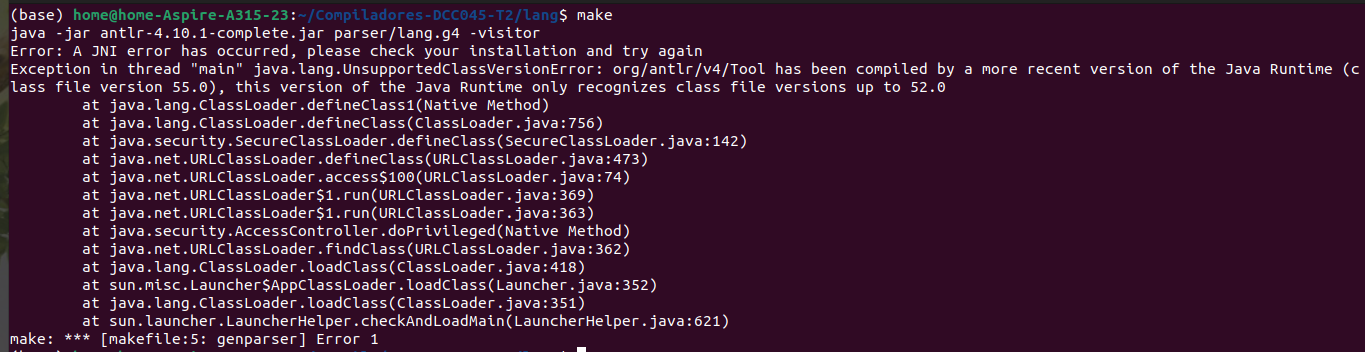 (base) home@home-Aspire-A315-23:~/Compiladores-DCC045-T2/lang$ make
java -jar antlr-4.10.1-complete.jar parser/lang.g4 -visitor
Error: A JNI error has occurred, please check your installation and try again
Exception in thread "main" java.lang.UnsupportedClassVersionError: org/antlr/v4/Tool has been compiled by a more recent version of the Java Runtime (c
lass file version 55.0), this version of the Java Runtime only recognizes class file versions up to 52.0
        at java.lang.ClassLoader.defineClass1(Native Method)
        at java.lang.ClassLoader.defineClass(ClassLoader.java:756)
        at java.security.SecureClassLoader.defineClass(SecureClassLoader.java:142)
        at java.net.URLClassLoader.defineClass(URLClassLoader.java:473)
        at java.net.URLClassLoader.access$100(URLClassLoader.java:74)
        at java.net.URLClassLoader$1.run(URLClassLoader.java:369)
        at java.net.URLClassLoader$1.run(URLClassLoader.java:363)
        at java.security.AccessController.doPrivileged(Native Method)
        at java.net.URLClassLoader.findClass(URLClassLoader.java:362)
        at java.lang.ClassLoader.loadClass(ClassLoader.java:418)
        at sun.misc.Launcher$AppClassLoader.loadClass(Launcher.java:352)
        at java.lang.ClassLoader.loadClass(ClassLoader.java:351)
        at sun.launcher.LauncherHelper.checkAndLoadMain(LauncherHelper.java:621)
make: *** [makefile:5: genparser] Error 1